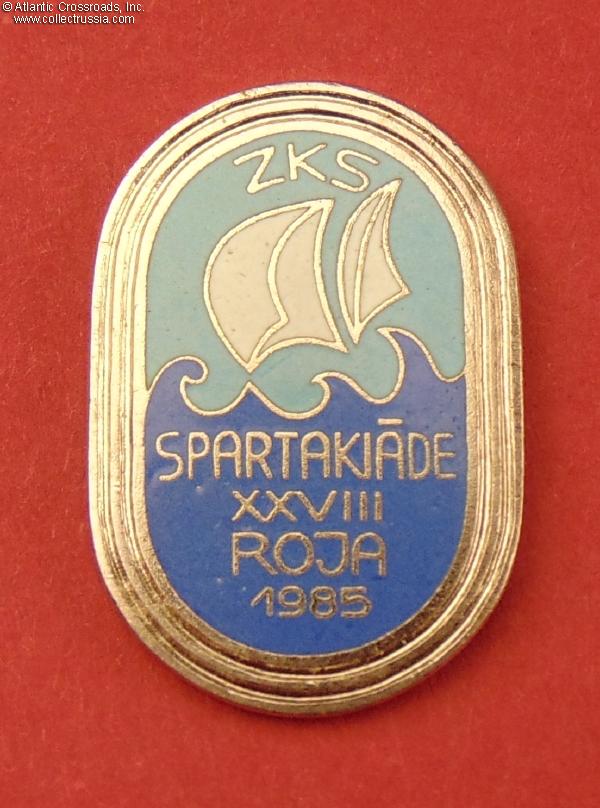 © Atlantic Crossroads, Inc.
www.collectrussia.com
ZKS
SPARTAKIĀDE
XXVIII
ROJA
1985